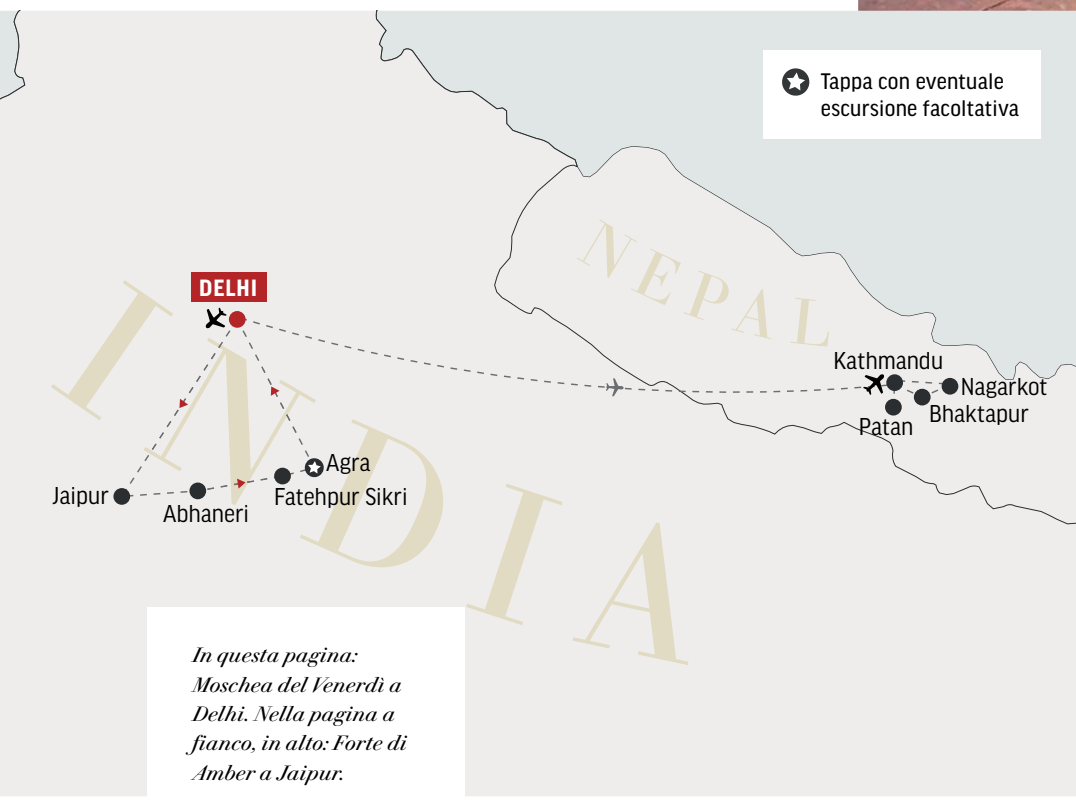 Tappa con eventuale
escursione facoltativa
NEPAL
DELHI
INDIA
Kathmandu
Nagarkot
Bhaktapur
Patan
Agra
Jaipur
Fatehpur Sikri
Abhaneri
In questa pagina:
Moschea del Venerdì a
Delhi. Nella pagina a
fianco, in alto: Forte di
Amber a Jaipur.